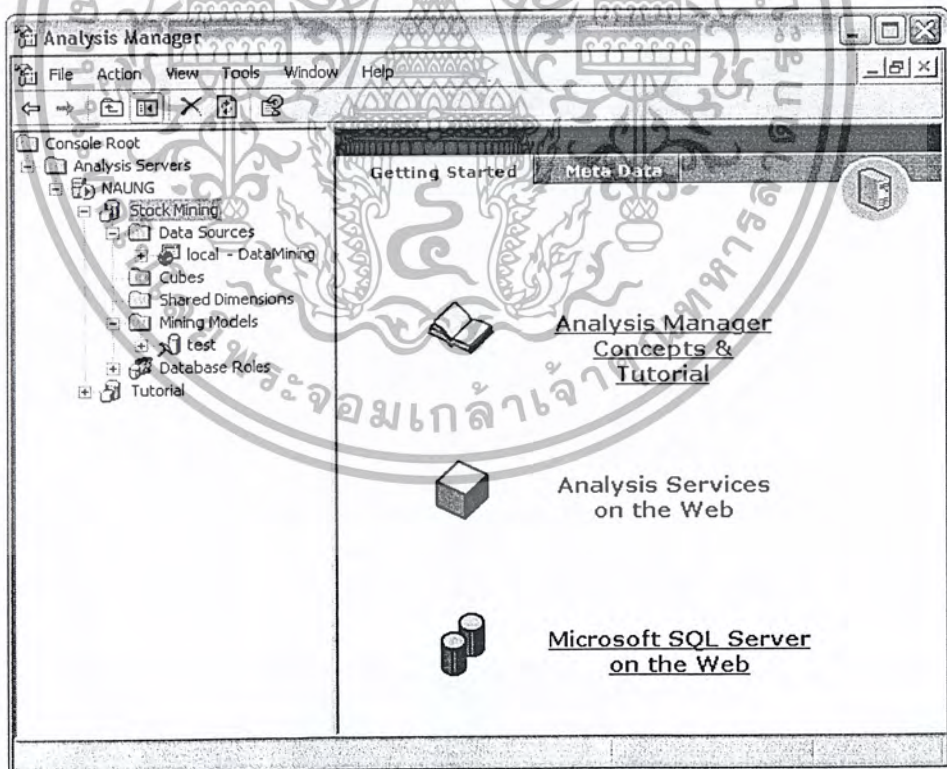 Analysis Manager
File Action View Tools Window Help
Console Root
Analysis Servers
NAUNG
Stock Mining
Data Sources
local - DataMining
Cubes
Shared Dimensions
Mining Models
test
Database Roles
Tutorial
Getting Started Meta Data
Analysis Manager
Concepts &
Tutorial
Analysis Services
on the Web
Microsoft SQL Server
on the Web
พระจอมเกล้าเจ้า